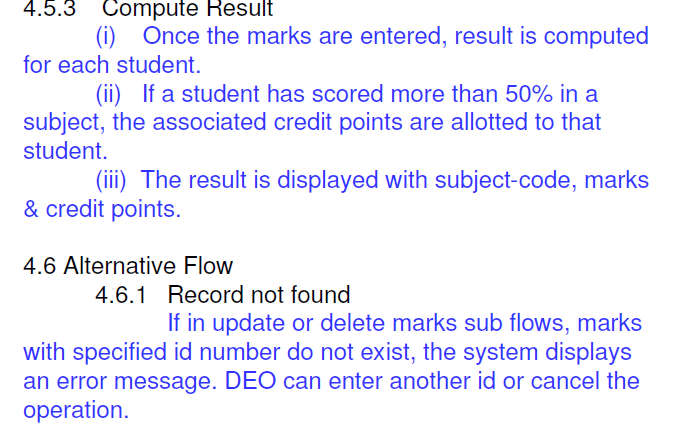 4.5.3 Compute Result
(i) Once the marks are entered, result is computed
for each student.
(ii) If a student has scored more than 50% in a
subject, the associated credit points are allotted to that
student.
(iii) The result is displayed with subject-code, marks
& credit points.
4.6 Alternative Flow
4.6.1 Record not found
If in update or delete marks sub flows, marks
with specified id number do not exist, the system displays
an error message. DEO can enter another id or cancel the
operation.